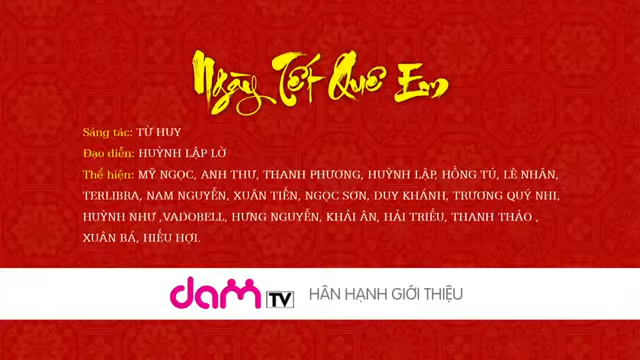 Ngày Tết Quê Em
Sáng tác: TỪ HUY
Đạo diễn: HUỲNH LẬP LỜ
Thể hiện: MỸ NGỌC, ANH THƯ, THANH PHƯƠNG, HUỲNH LẬP, HỒNG TÚ, LÊ NHÂN,
TERLIBRA, NAM NGUYỄN, XUÂN TIẾN, NGỌC SƠN, DUY KHÁNH, TRƯƠNG QUÝ NHI,
HUỲNH NHƯ ,VADOBELL, HƯNG NGUYỄN, KHẢI ÂN, HẢI TRIỀU, THANH THẢO ,
XUÂN BÁ, HIẾU HỢI.
dam TV HÂN HẠNH GIỚI THIỆU